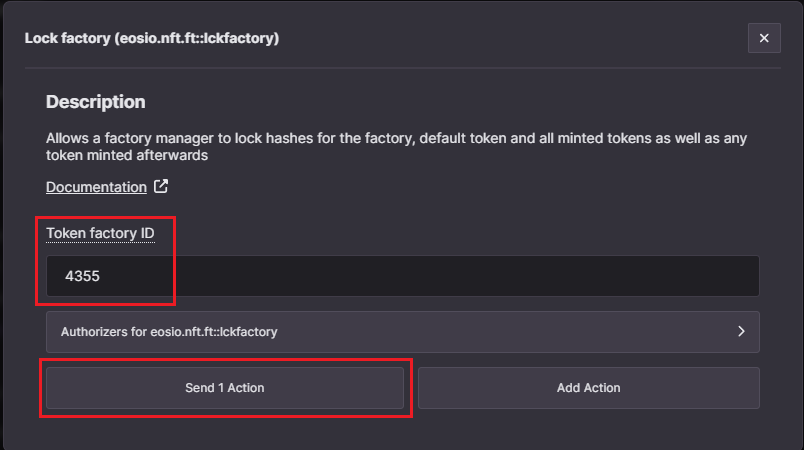 Lock factory (eosio.nft.ft::lckfactory)
Description
Allows a factory manager to lock hashes for the factory, default token and all minted tokens as well as any
token minted afterwards
Documentation
Token factory ID
4355
Authorizers for eosio.nft.ft::lckfactory
Send 1 Action
Add Action